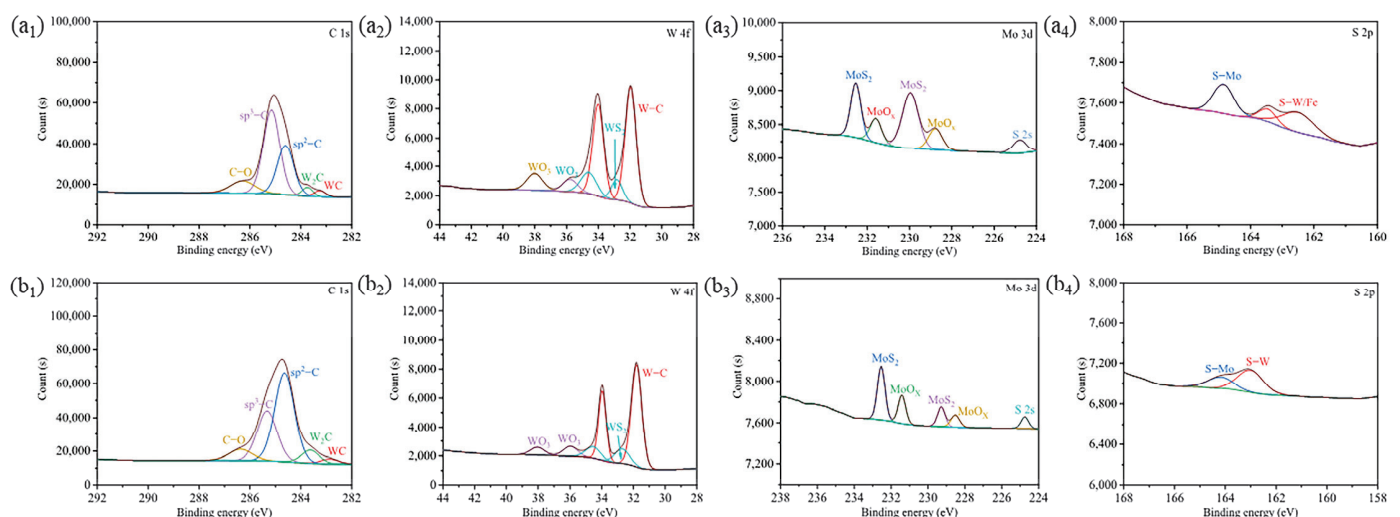 (a₁)
C 1s
100,000
80,000
60,000
40,000
20,000
0
Count (s)
sp³−C
sp²−C
C−O
W₂C
WC
292 290 288 286 284 282
Binding energy (eV)
(a₂)
W 4f
14,000
12,000
10,000
8,000
6,000
4,000
2,000
0
Count (s)
W−C
WS₂
WO₃
WO₃
44 42 40 38 36 34 32 30 28
Binding energy (eV)
(a₃)
Mo 3d
10,000
9,000
8,000
7,000
Count (s)
MoS₂
MoS₂
MoOₓ
MoOₓ
S 2s
236 234 232 230 228 226 224
Binding energy (eV)
(a₄)
S 2p
8,000
7,800
7,600
7,400
7,200
7,000
Count (s)
S−Mo
S−W/Fe
168 166 164 162 160
Binding energy (eV)
(b₁)
C 1s
120,000
100,000
80,000
60,000
40,000
20,000
0
Count (s)
sp²−C
sp³−C
C−O
W₂C
WC
292 290 288 286 284 282
Binding energy (eV)
(b₂)
W 4f
14,000
12,000
10,000
8,000
6,000
4,000
2,000
0
Count (s)
W−C
WS₂
WO₃
WO₃
44 42 40 38 36 34 32 30 28
Binding energy (eV)
(b₃)
Mo 3d
8,800
8,400
8,000
7,600
7,200
Count (s)
MoS₂
MoOX
MoS₂
MoOX
S 2s
238 236 234 232 230 228 226 224
Binding energy (eV)
(b₄)
S 2p
8,000
7,600
7,200
6,800
6,400
6,000
Count (s)
S−Mo
S−W
168 166 164 162 160 158
Binding energy (eV)